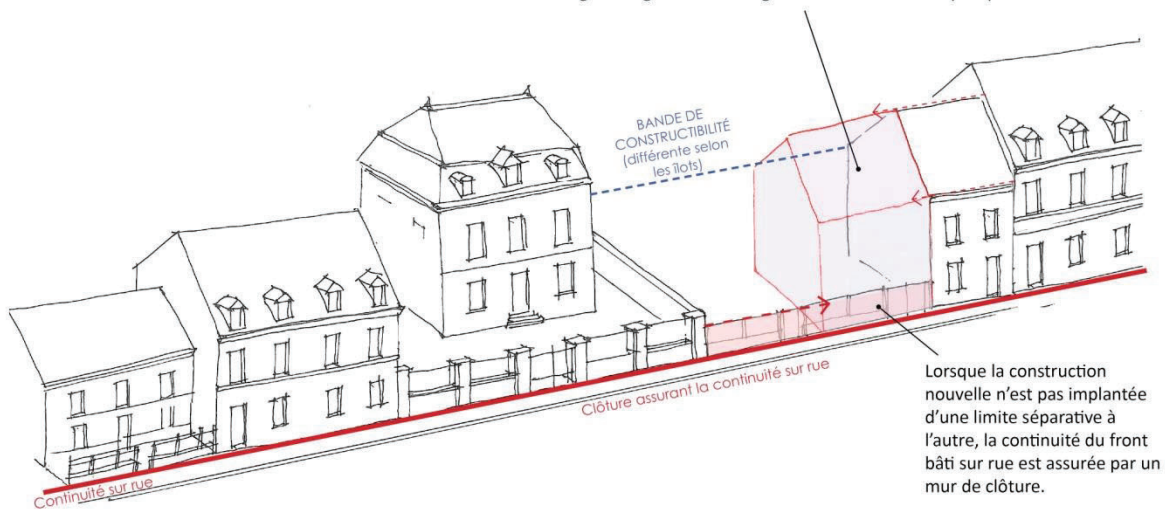 BANDE DE
CONSTRUCTIBILITÉ
(différente selon
les îlots)
Lorsque la construction
nouvelle n’est pas implantée
d’une limite séparative à
l’autre, la continuité du front
bâti sur rue est assurée par un
mur de clôture.
Clôture assurant la continuité sur rue
Continuité sur rue